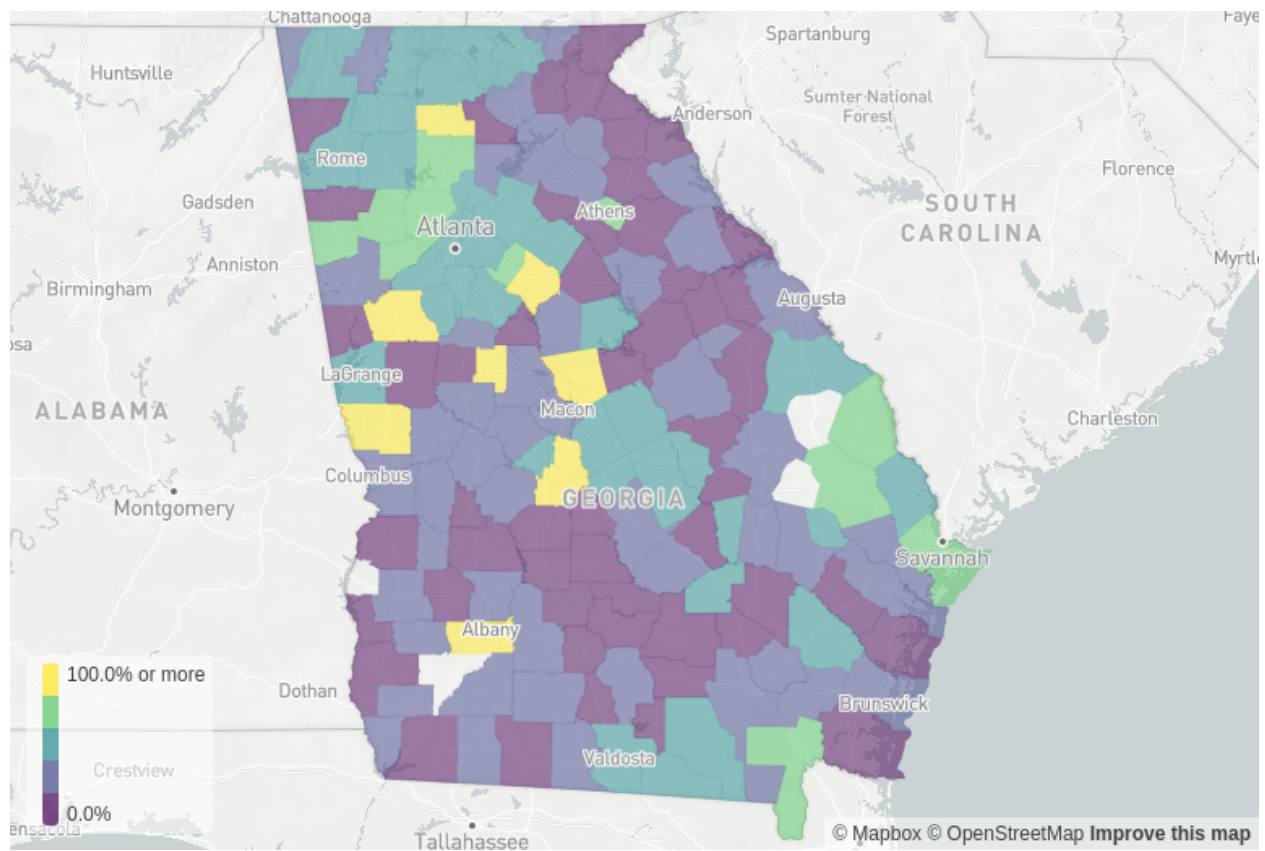 Chattanooga
Faye
Spartanburg
Huntsville
Sumter National
Forest
Anderson
Rome
Florence
Gadsden
SOUTH
CAROLINA
Athens
Atlanta
Anniston
Myrtl
Birmingham
Augusta
osa
LaGrange
ALABAMA
Macon
Charleston
Columbus
GEORGIA
Montgomery
Savannah
Albany
100.0% or more
Dothan
Brunswick
Valdosta
Crestview
0.0%
ensacola
Tallahassee
© Mapbox © OpenStreetMap Improve this map